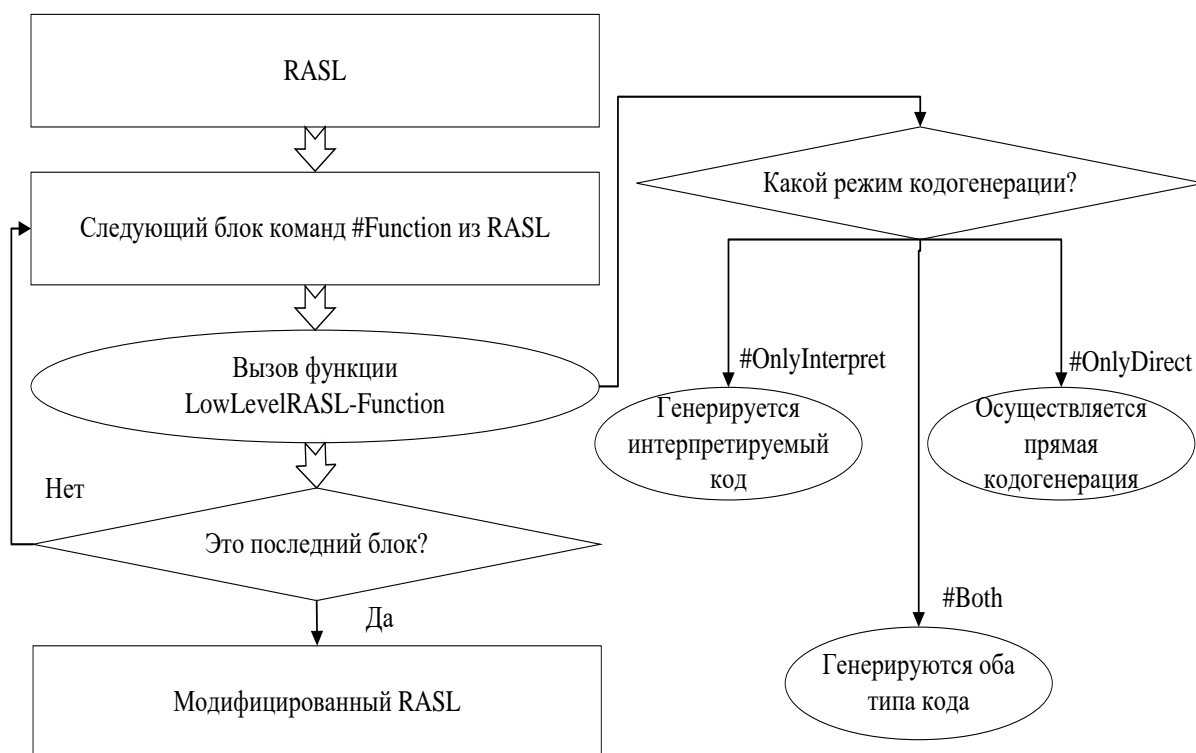 RASL
Следующий блок команд #Function из RASL
Вызов функции
LowLevelRASL-Function
Нет
Это последний блок?
Да
Модифицированный RASL
Какой режим кодогенерации?
#OnlyInterpret
Генерируется
интерпретируемый
код
#OnlyDirect
Осуществляется
прямая
кодогенерация
#Both
Генерируются оба
типа кода